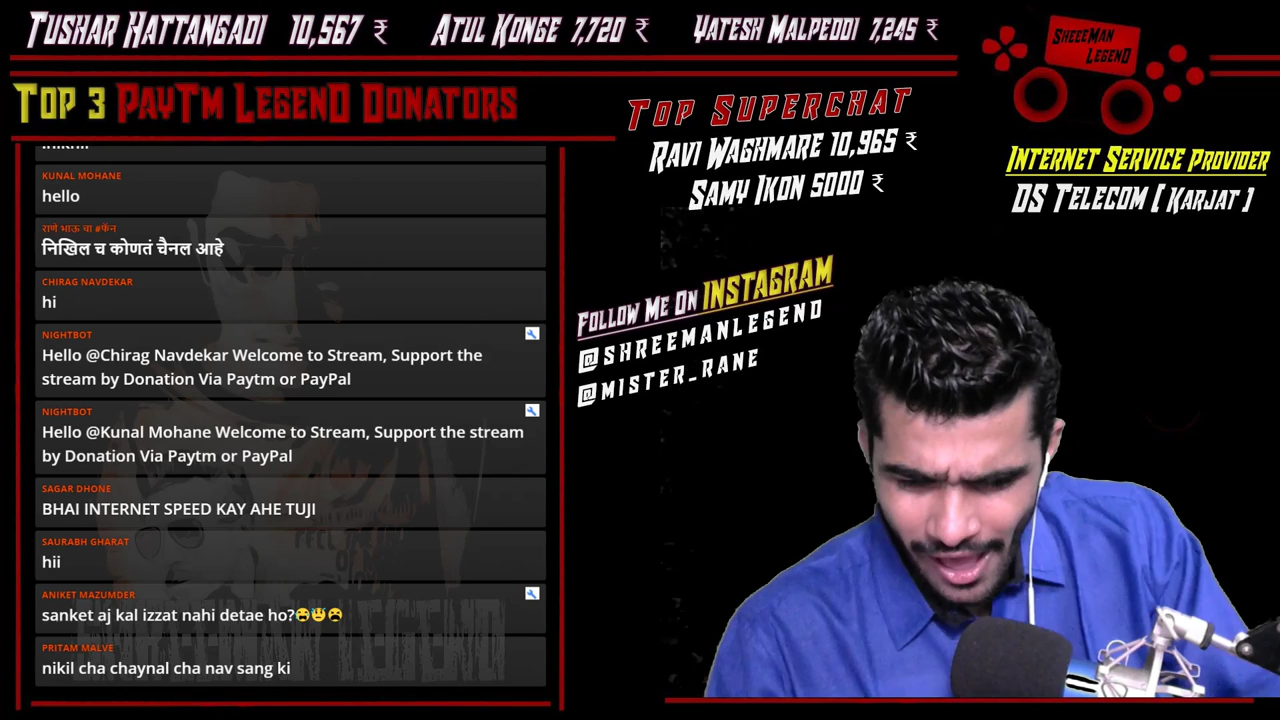 TUSHAR HATTANGADI 10,567 ₹ ATUL KONGE 7,720 ₹ YATESH MALPEDDI 7,245 ₹
SHEEEMAN
LEGEND
TOP 3 PAYTM LEGEND DONATORS
TOP SUPERCHAT
RAVI WAGHMARE 10,965 ₹
SAMY IKON 5000 ₹
INTERNET SERVICE PROVIDER
DS TELECOM [ KARJAT ]
FOLLOW ME ON INSTAGRAM
@SHREEMANLEGEND
@MISTER_RANE
KUNAL MOHANE
hello
राणे भाऊ चा #फॅन
निखिल च कोणतं चैनल आहे
CHIRAG NAVDEKAR
hi
NIGHTBOT
Hello @Chirag Navdekar Welcome to Stream, Support the
stream by Donation Via Paytm or PayPal
NIGHTBOT
Hello @Kunal Mohane Welcome to Stream, Support the stream
by Donation Via Paytm or PayPal
SAGAR DHONE
BHAI INTERNET SPEED KAY AHE TUJI
SAURABH GHARAT
hii
ANIKET MAZUMDER
sanket aj kal izzat nahi detae ho?
PRITAM MALVE
nikil cha chaynal cha nav sang ki